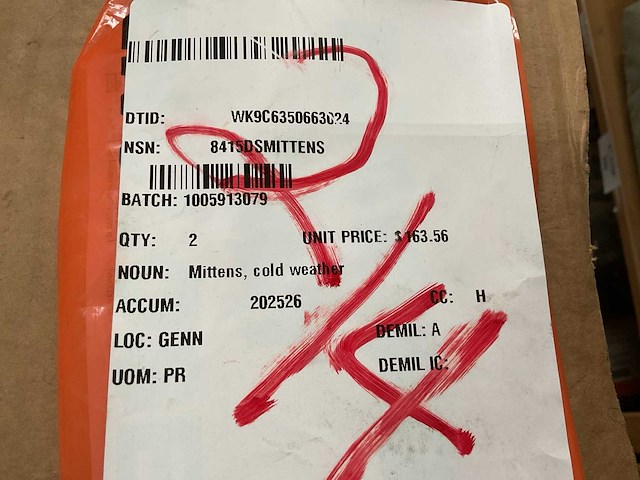 DTID: WK9C6350663024
NSN: 8415DSMITTENS
BATCH: 1005913079
QTY: 2 UNIT PRICE: $163.56
NOUN: Mittens, cold weather
ACCUM: 202526 CC: H
LOC: GENN DEMIL: A
UOM: PR DEMIL IC: